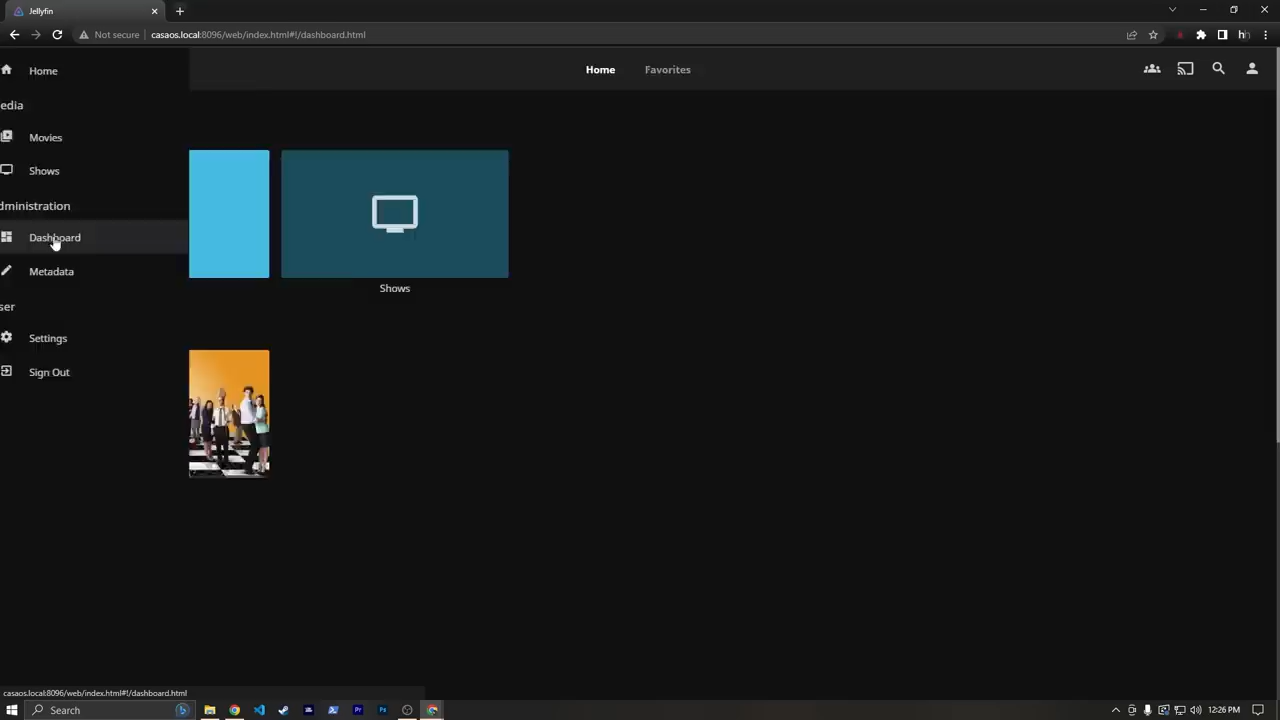 Jellyfin
Not secure
casaos.local:8096/web/index.html#!/dashboard.html
Home
Home
Favorites
edia
Movies
Shows
dministration
Dashboard
Metadata
Shows
ser
Settings
Sign Out
casaos.local:8096/web/index.html#!/dashboard.html
Search
12:26 PM